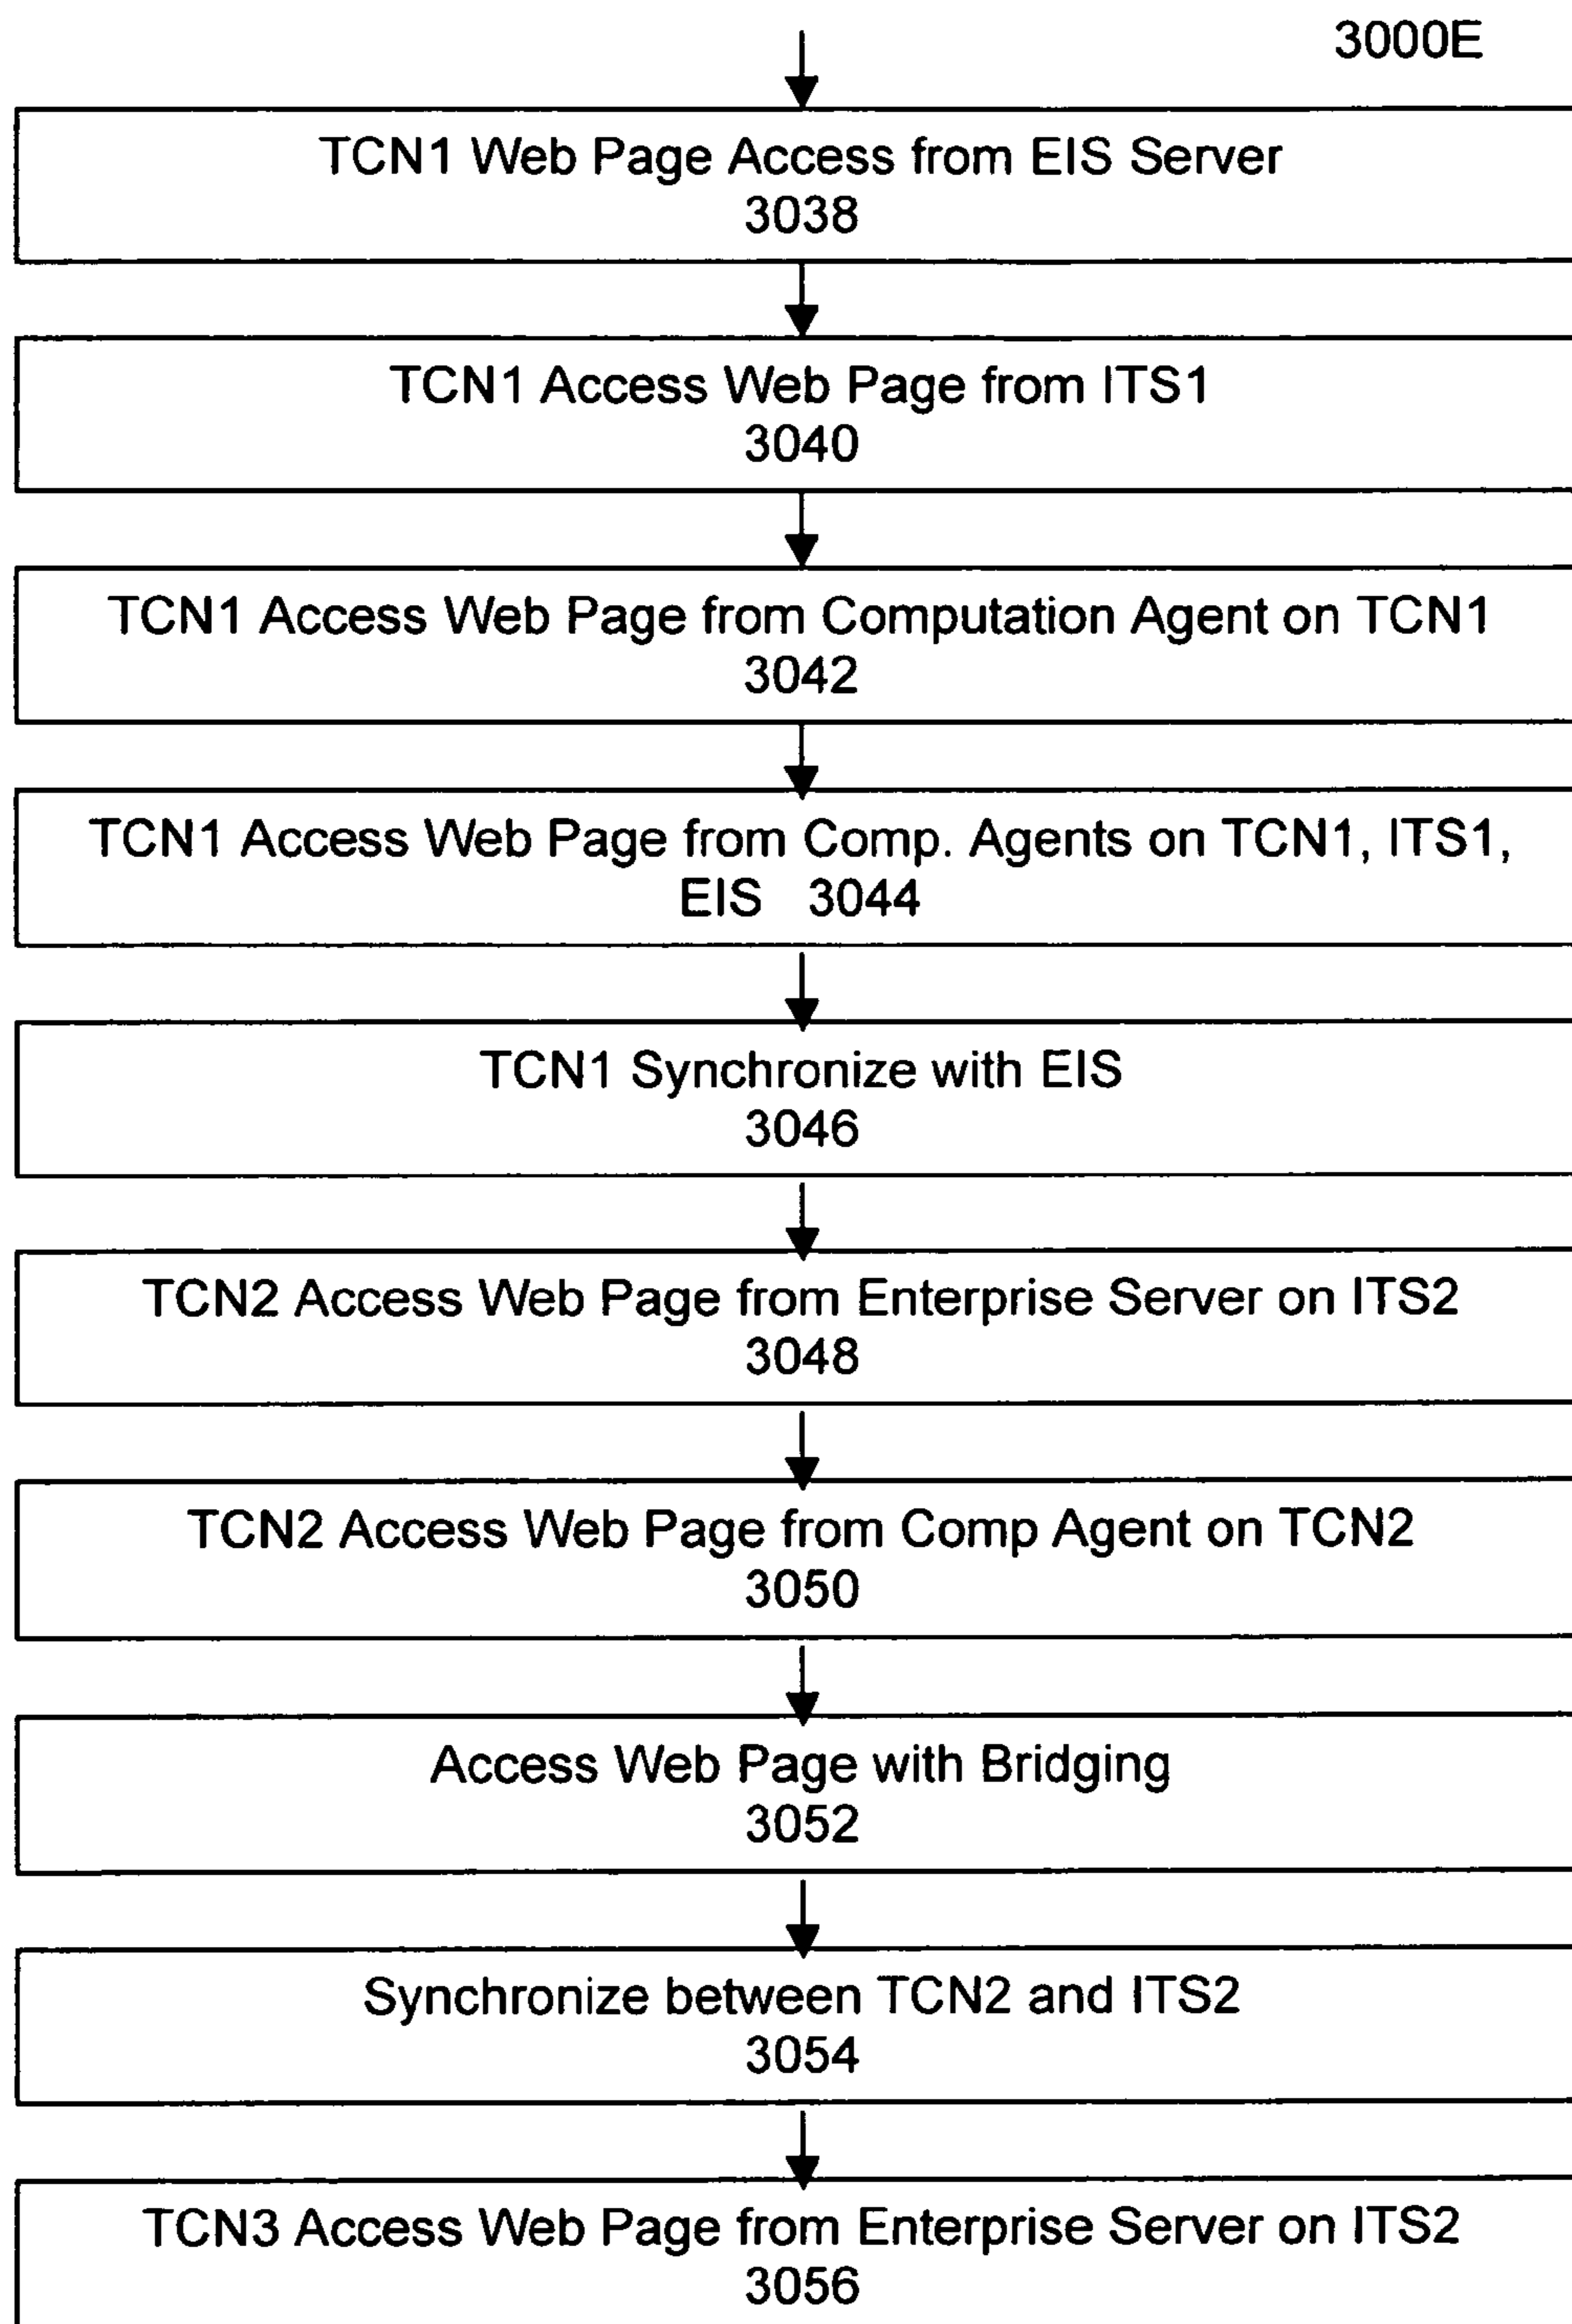 3000E
TCN1 Web Page Access from EIS Server
3038
TCN1 Access Web Page from ITS1
3040
TCN1 Access Web Page from Computation Agent on TCN1
3042
TCN1 Access Web Page from Comp. Agents on TCN1, ITS1,
EIS 3044
TCN1 Synchronize with EIS
3046
TCN2 Access Web Page from Enterprise Server on ITS2
3048
TCN2 Access Web Page from Comp Agent on TCN2
3050
Access Web Page with Bridging
3052
Synchronize between TCN2 and ITS2
3054
TCN3 Access Web Page from Enterprise Server on ITS2
3056